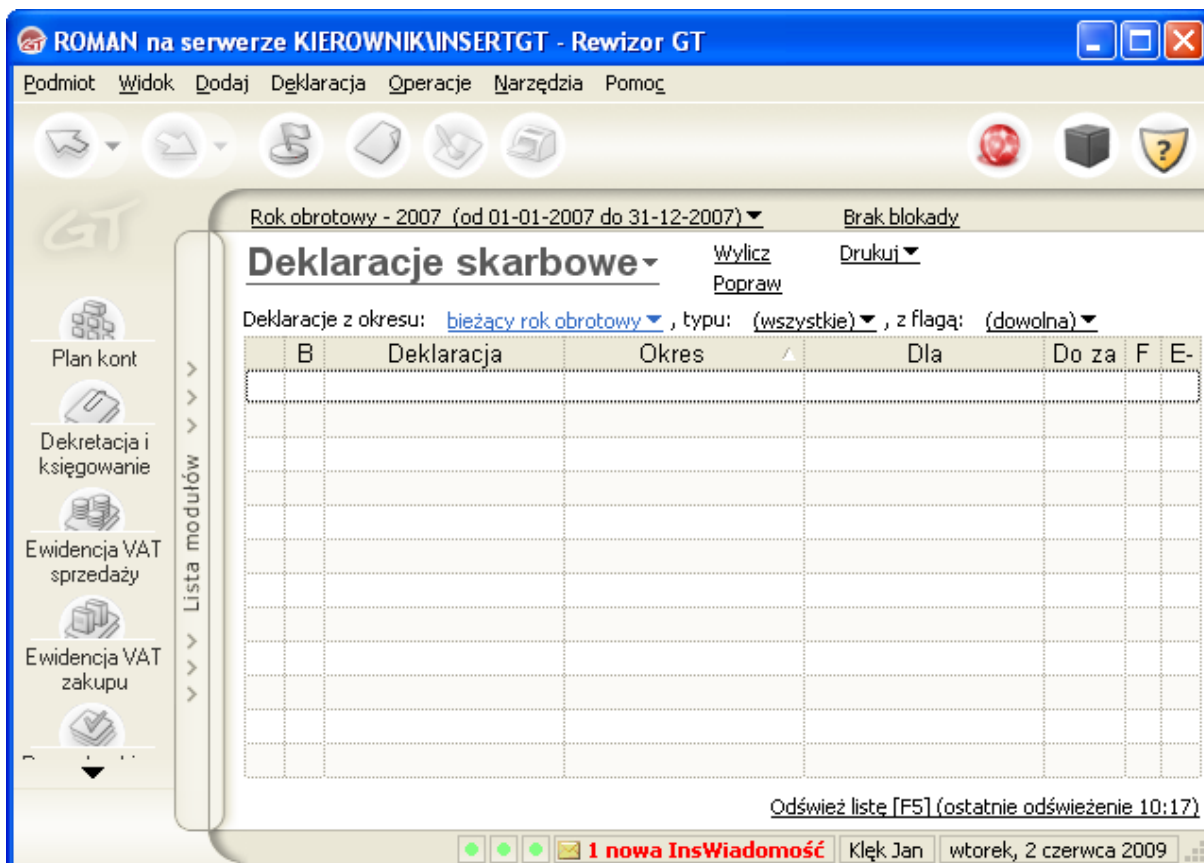 ROMAN na serwerze KIEROWNIK\INSERTGT - Rewizor GT
Podmiot Widok Dodaj Deklaracja Operacje Narzędzia Pomoc
GT
Rok obrotowy - 2007 (od 01-01-2007 do 31-12-2007) Brak blokady
Deklaracje skarbowe Wylicz Drukuj
Popraw
Deklaracje z okresu: bieżący rok obrotowy , typu: (wszystkie) , z flagą: (dowolna)
B Deklaracja Okres Dla Do za F E-
Plan kont
Dekretacja i
księgowanie
Ewidencja VAT
sprzedaży
Ewidencja VAT
zakupu
Lista modułów
Odśwież listę [F5] (ostatnie odświeżenie 10:17)
1 nowa InsWiadomość Klęk Jan wtorek, 2 czerwca 2009